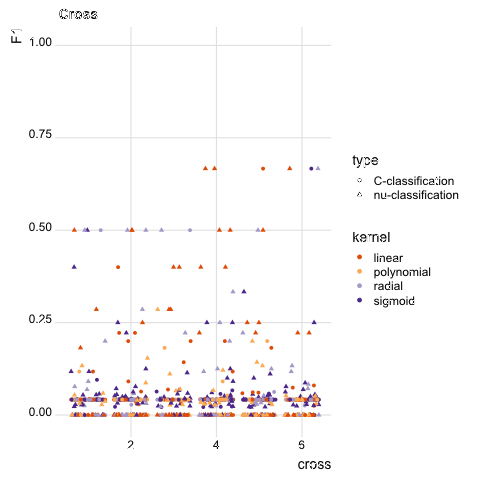 Cross
F1
1.00
0.75
0.50
0.25
0.00
2
4
6
cross
type
C-classification
nu-classification
kernel
linear
polynomial
radial
sigmoid